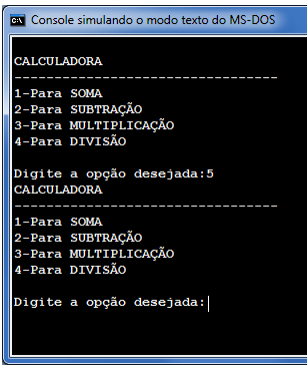 Console simulando o modo texto do MS-DOS
CALCULADORA
---------------------------------
1-Para SOMA
2-Para SUBTRAÇÃO
3-Para MULTIPLICAÇÃO
4-Para DIVISÃO
Digite a opção desejada:5
CALCULADORA
---------------------------------
1-Para SOMA
2-Para SUBTRAÇÃO
3-Para MULTIPLICAÇÃO
4-Para DIVISÃO
Digite a opção desejada: